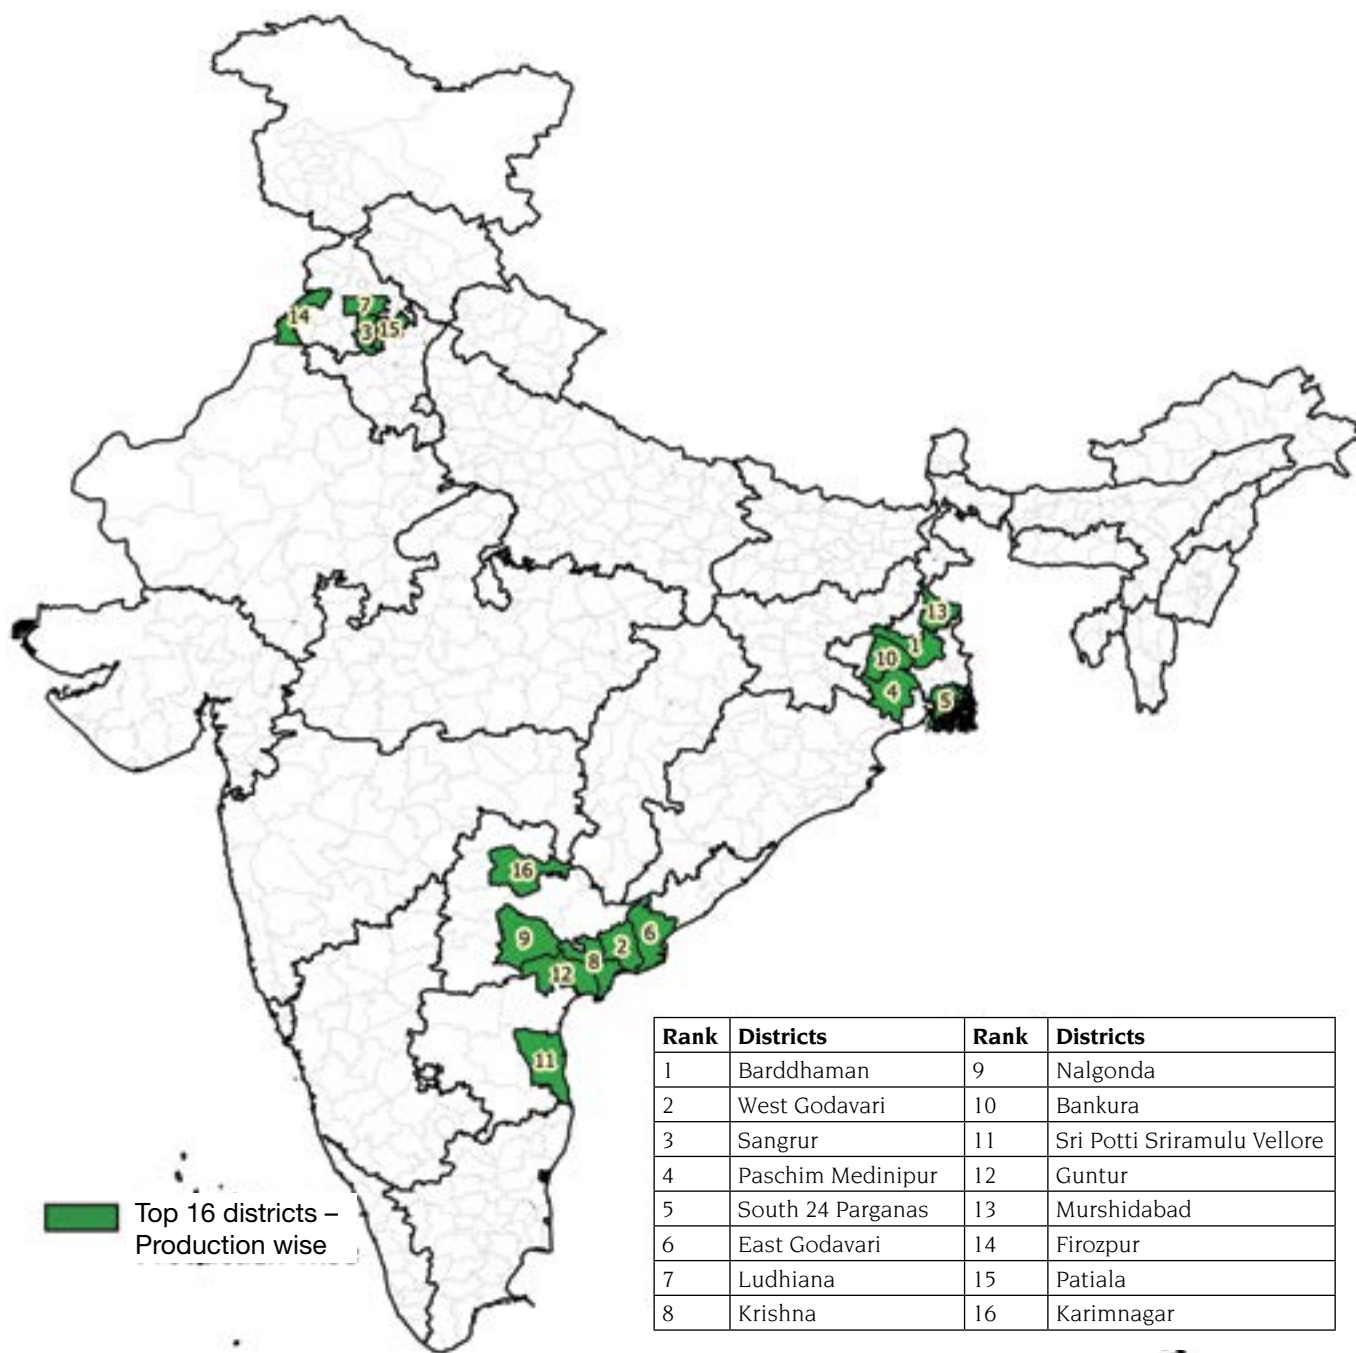 14
7
3
15
13
1
10
4
5
16
9
12
8
2
6
11
Rank Districts Rank Districts
1 Barddhaman 9 Nalgonda
2 West Godavari 10 Bankura
3 Sangrur 11 Sri Potti Sriramulu Vellore
4 Paschim Medinipur 12 Guntur
5 South 24 Parganas 13 Murshidabad
6 East Godavari 14 Firozpur
7 Ludhiana 15 Patiala
8 Krishna 16 Karimnagar
Top 16 districts –
Production wise